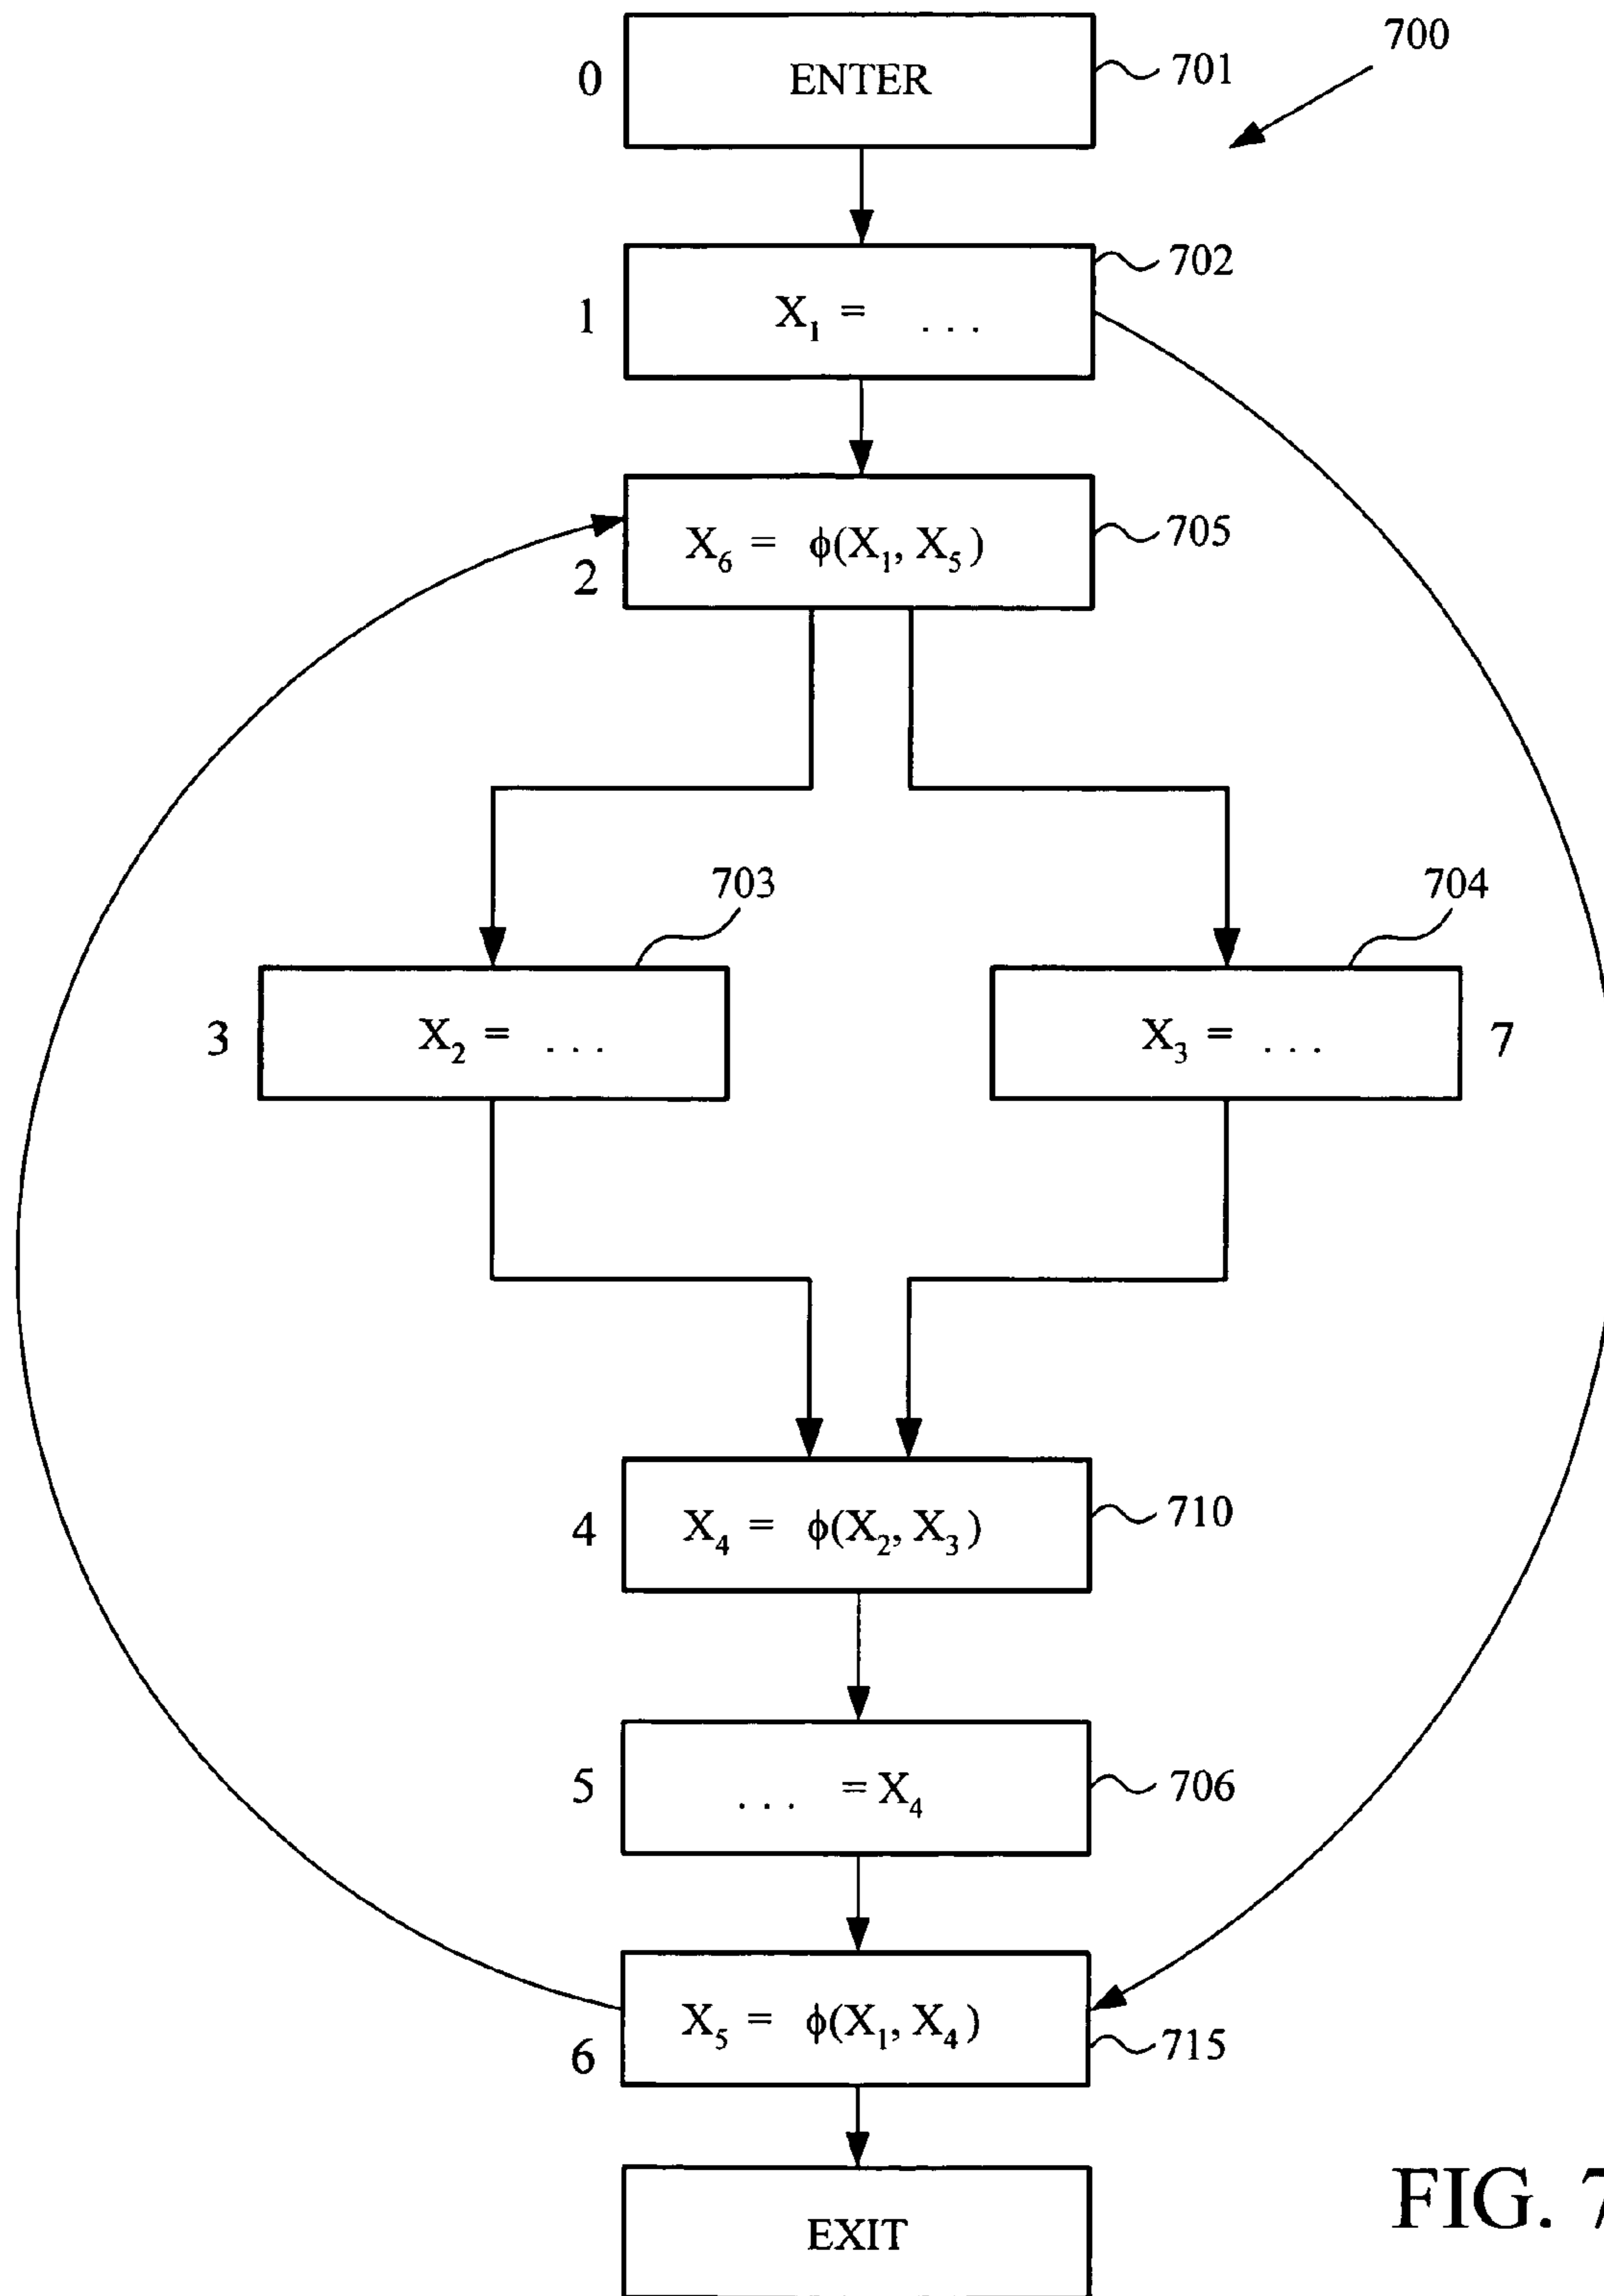 700
0 ENTER 701
702
1 X₁ = ...
X₆ = ϕ(X₁, X₅) 705
2
703 704
3 X₂ = ... X₃ = ... 7
4 X₄ = ϕ(X₂, X₃) 710
5 ... = X₄ 706
X₅ = ϕ(X₁, X₄)
6 715
EXIT
FIG. 7